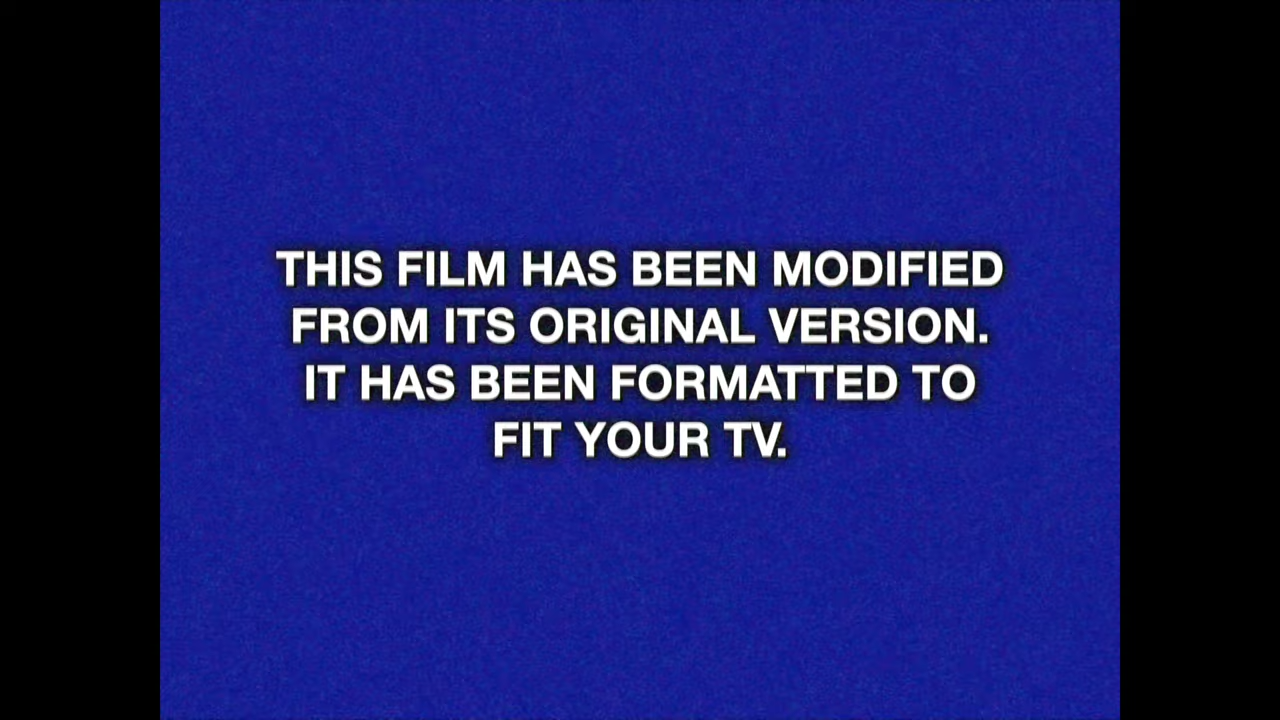 THIS FILM HAS BEEN MODIFIED
FROM ITS ORIGINAL VERSION.
IT HAS BEEN FORMATTED TO
FIT YOUR TV.